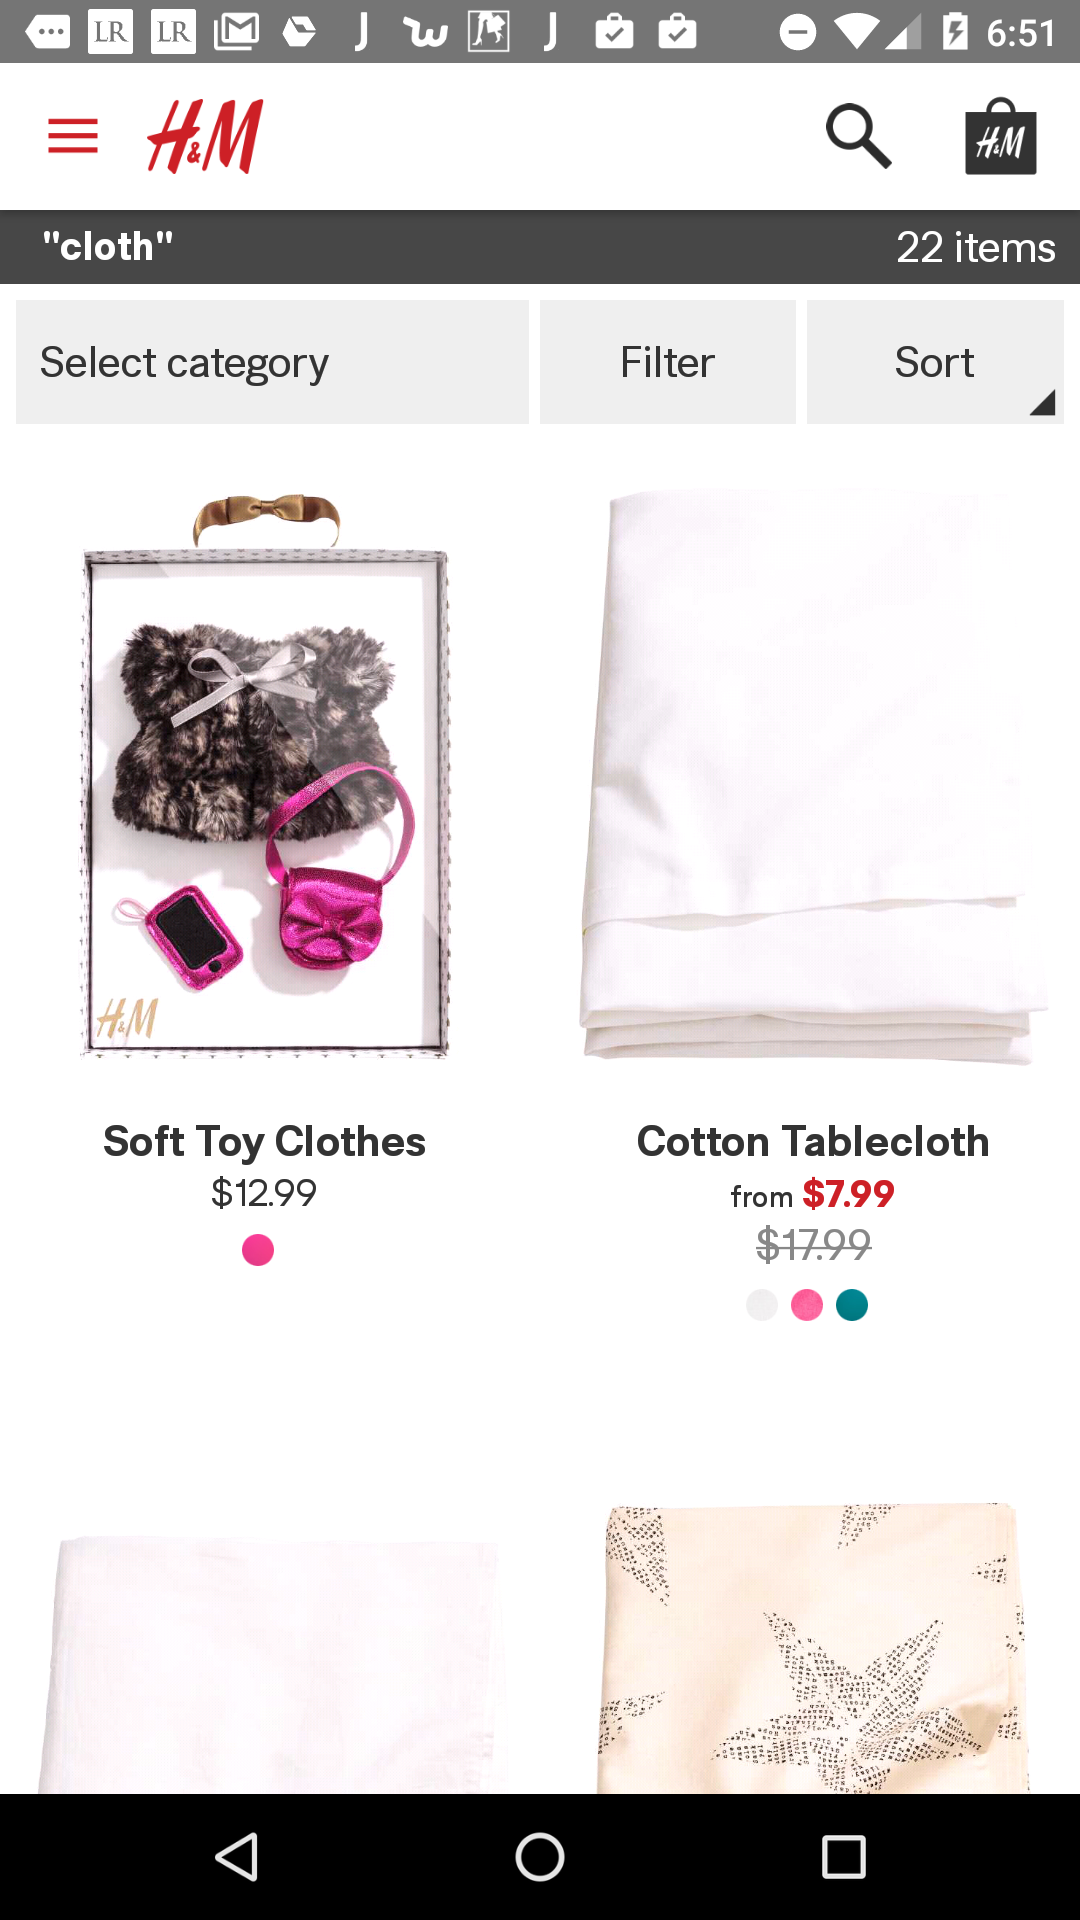 LR LR 6:51
H&M H&M
"cloth" 22 items
Select category Filter Sort
H&M
Soft Toy Clothes
$12.99
Cotton Tablecloth
from $7.99
$17.99